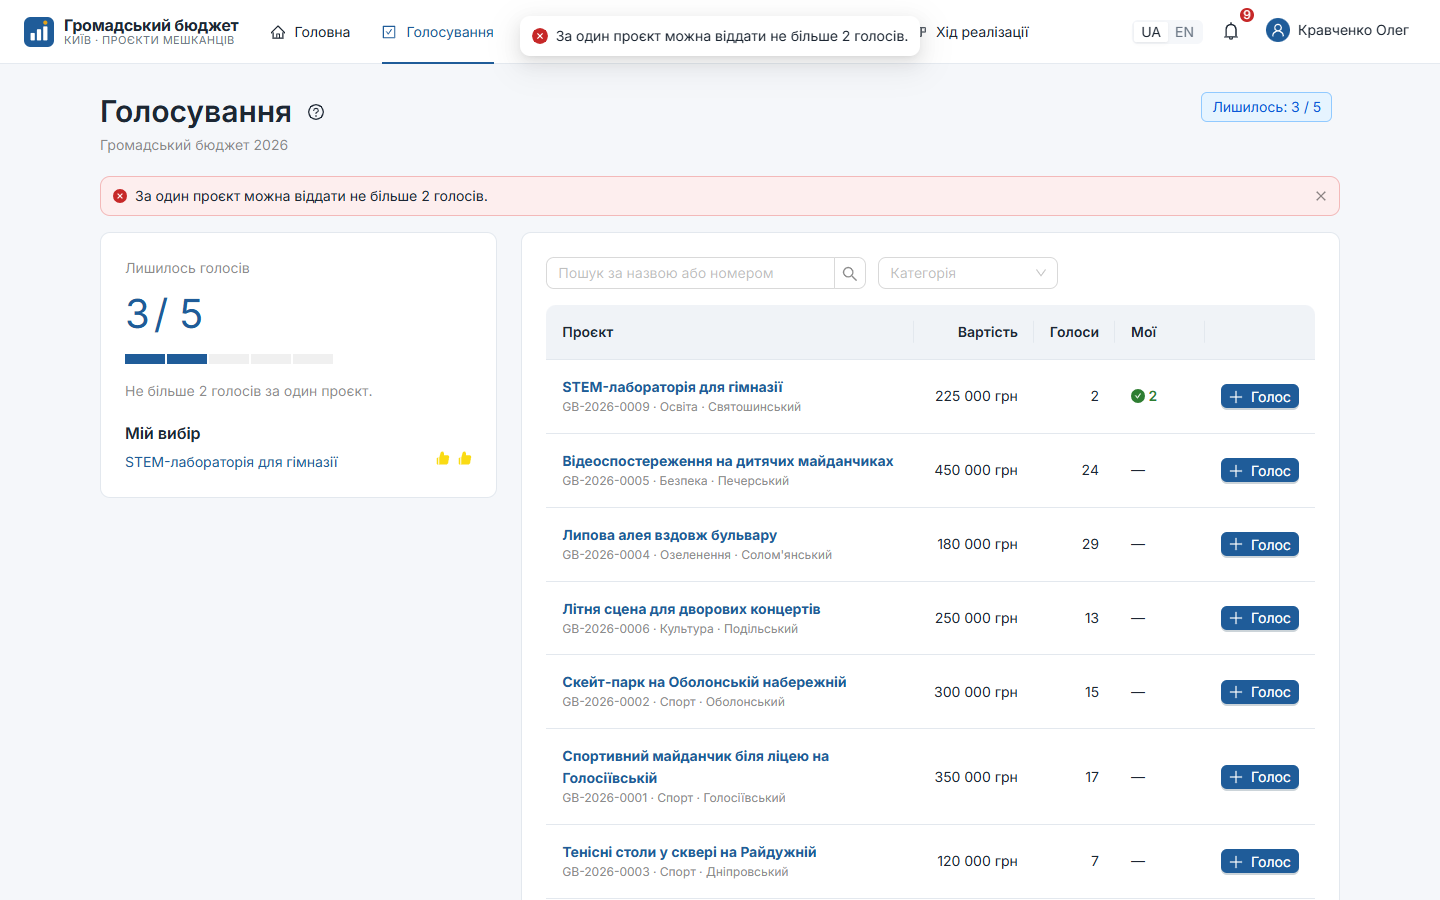 Громадський бюджет
КИЇВ · ПРОЄКТИ МЕШКАНЦІВ
Головна
Голосування
За один проєкт можна віддати не більше 2 голосів.
Хід реалізації
UA
EN
9
Кравченко Олег
Голосування
Громадський бюджет 2026
Лишилось: 3 / 5
За один проєкт можна віддати не більше 2 голосів.
Лишилось голосів
3 / 5
Не більше 2 голосів за один проєкт.
Мій вибір
STEM-лабораторія для гімназії
Пошук за назвою або номером
Категорія
Проєкт Вартість Голоси Мої
STEM-лабораторія для гімназії
GB-2026-0009 · Освіта · Святошинський
225 000 грн 2 2 + Голос
Відеоспостереження на дитячих майданчиках
GB-2026-0005 · Безпека · Печерський
450 000 грн 24 — + Голос
Липова алея вздовж бульвару
GB-2026-0004 · Озеленення · Солом'янський
180 000 грн 29 — + Голос
Літня сцена для дворових концертів
GB-2026-0006 · Культура · Подільський
250 000 грн 13 — + Голос
Скейт-парк на Оболонській набережній
GB-2026-0002 · Спорт · Оболонський
300 000 грн 15 — + Голос
Спортивний майданчик біля ліцею на
Голосіївській
GB-2026-0001 · Спорт · Голосіївський
350 000 грн 17 — + Голос
Тенісні столи у сквері на Райдужній
GB-2026-0003 · Спорт · Дніпровський
120 000 грн 7 — + Голос